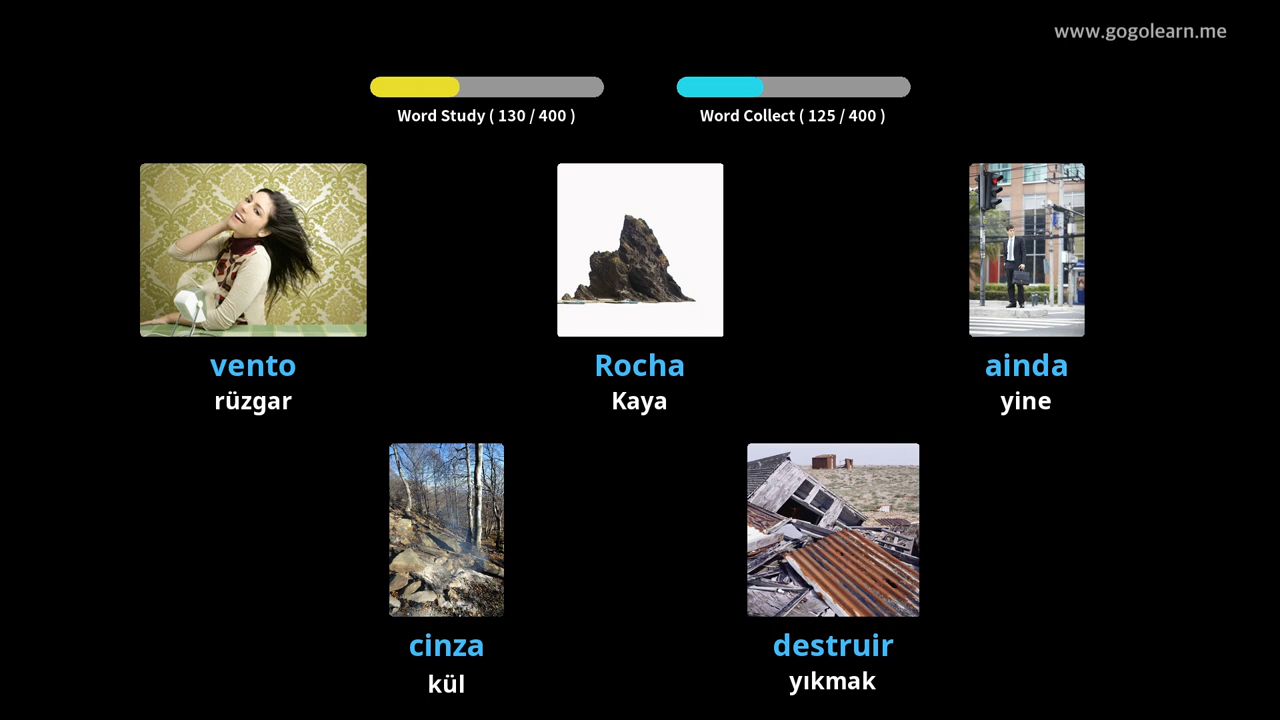 www.gogolearn.me
Word Study ( 130 / 400 )
Word Collect ( 125 / 400 )
vento
rüzgar
Rocha
Kaya
ainda
yine
cinza
kül
destruir
yıkmak